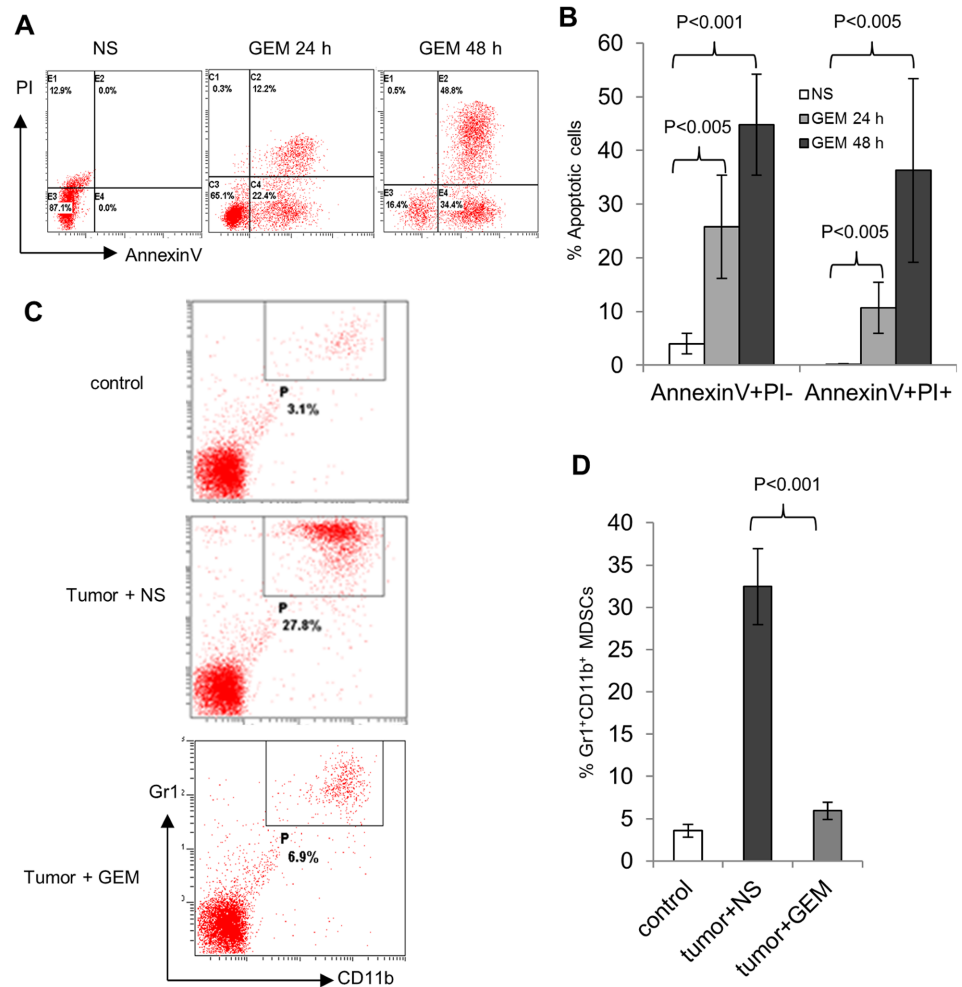 A
NS
GEM 24 h
GEM 48 h
PI
E1
12.9%
E2
0.0%
E3
87.1%
E4
0.0%
C1
0.3%
C2
12.2%
C3
65.1%
C4
22.4%
E1
0.5%
E2
48.8%
E3
16.4%
E4
34.4%
AnnexinV
B
P<0.001
P<0.005
P<0.005
P<0.005
NS
GEM 24 h
GEM 48 h
% Apoptotic cells
60
50
40
30
20
10
0
AnnexinV+PI-
AnnexinV+PI+
C
control
P
3.1%
Tumor + NS
P
27.8%
Tumor + GEM
Gr1
P
6.9%
CD11b
D
P<0.001
% Gr1+CD11b+ MDSCs
40
35
30
25
20
15
10
5
0
control
tumor+NS
tumor+GEM